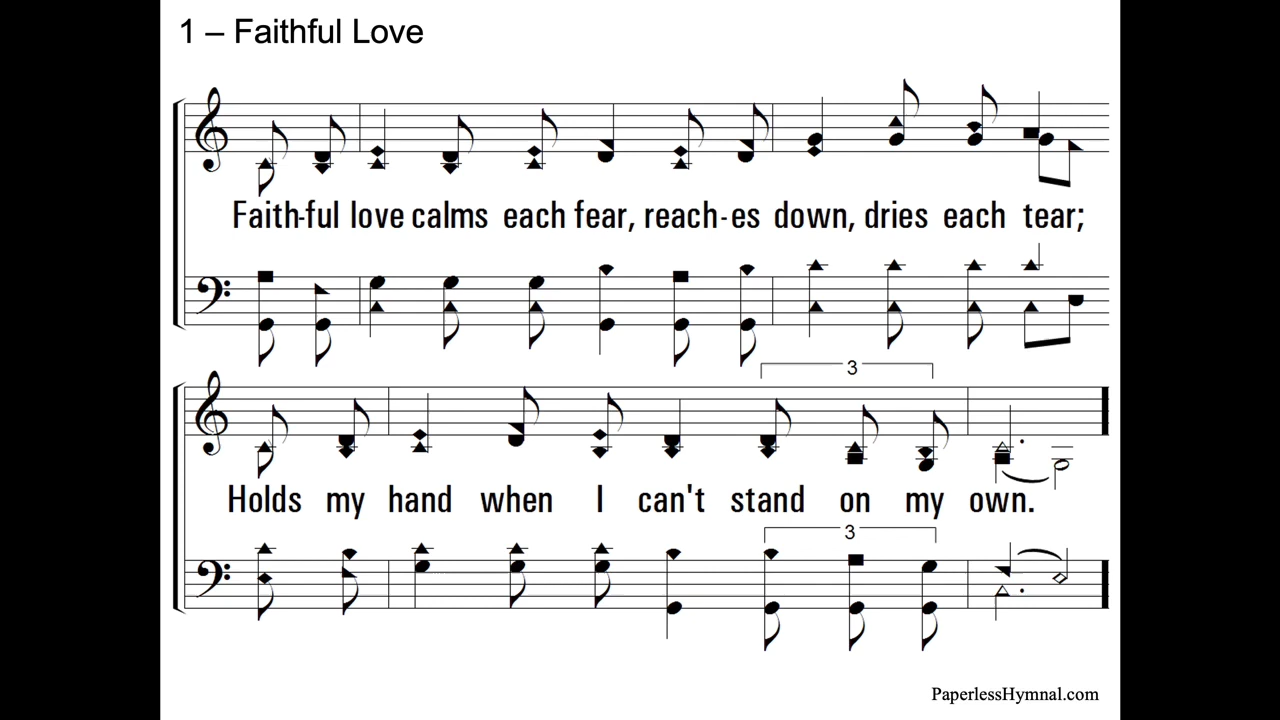 1 – Faithful Love
Faith-ful love calms each fear, reach-es down, dries each tear;
3
Holds my hand when I can't stand on my own.
3
PaperlessHymnal.com